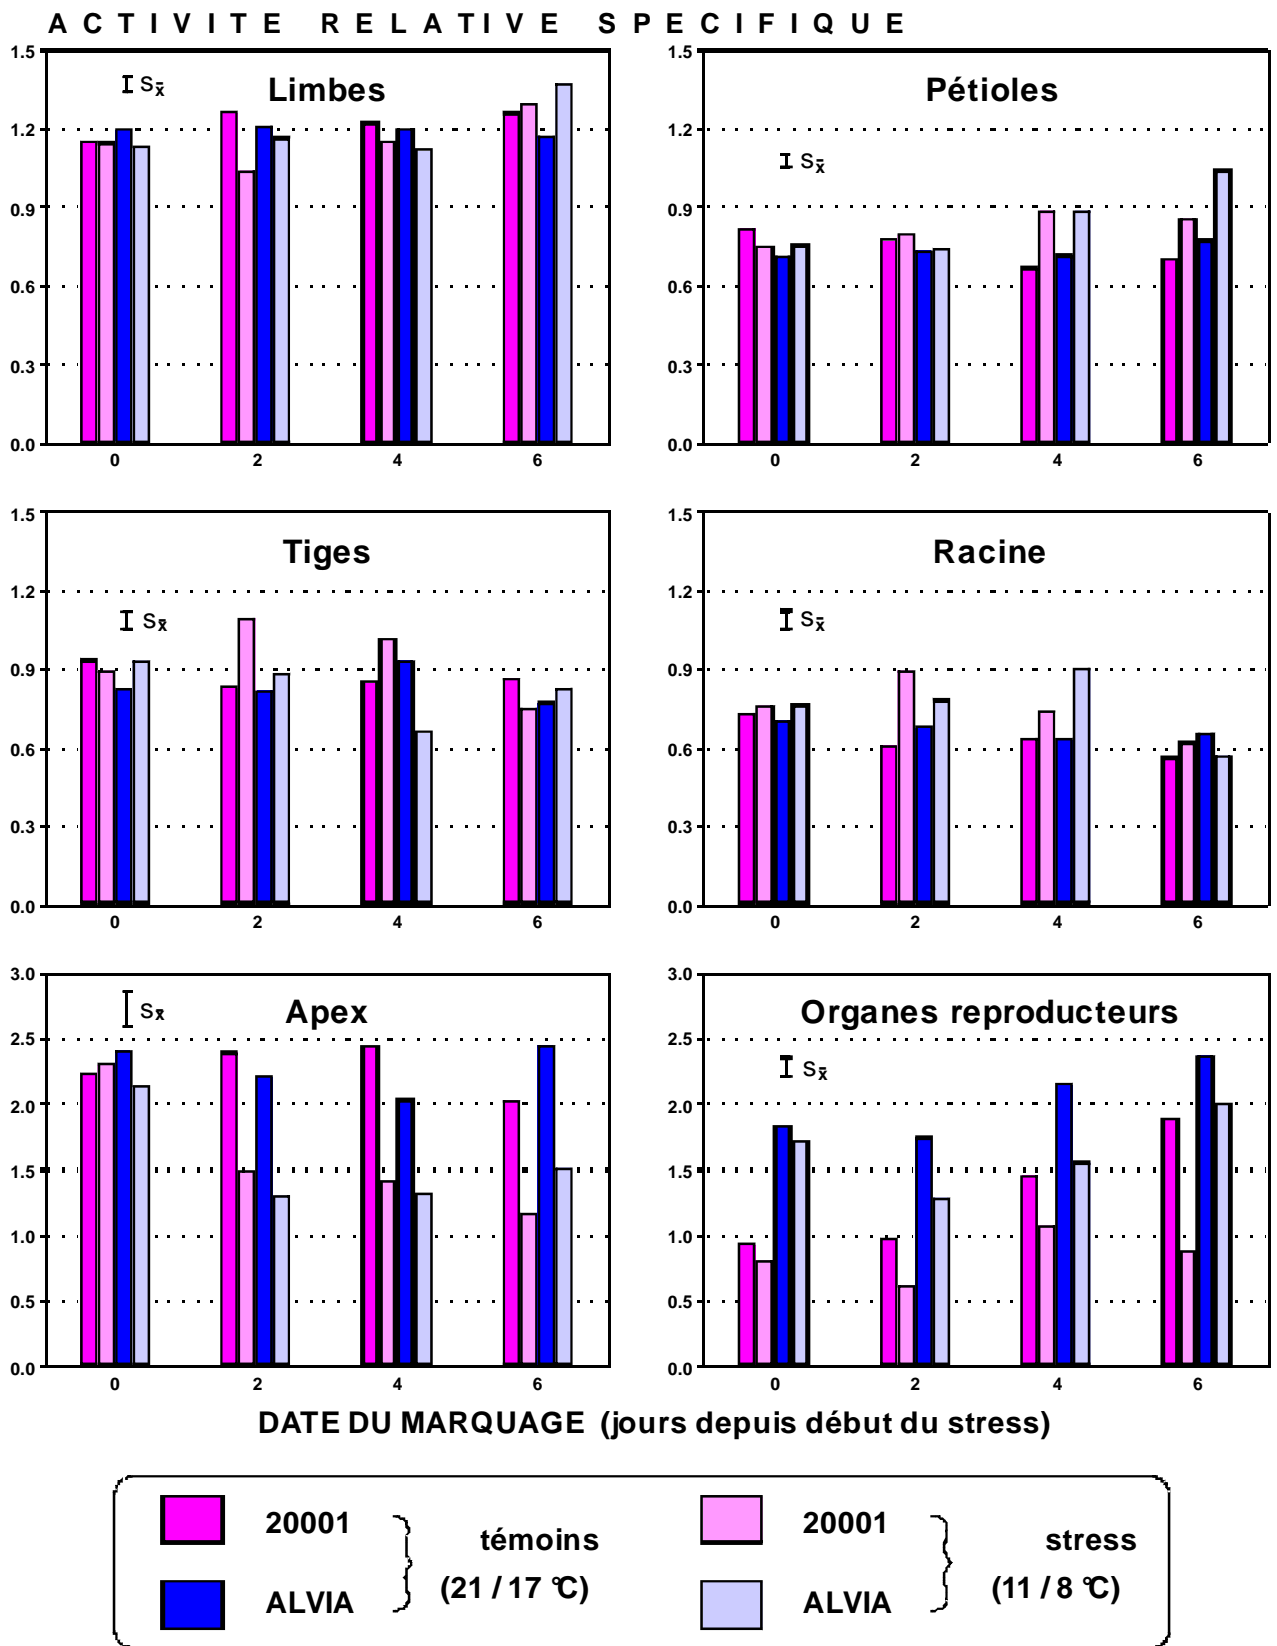 ACTIVITE RELATIVE SPECIFIQUE
1.5
1.2
0.9
0.6
0.3
0.0
Limbes
Sx̄
0 2 4 6
1.5
1.2
0.9
0.6
0.3
0.0
Pétioles
Sx̄
0 2 4 6
1.5
1.2
0.9
0.6
0.3
0.0
Tiges
Sx̄
0 2 4 6
1.5
1.2
0.9
0.6
0.3
0.0
Racine
Sx̄
0 2 4 6
3.0
2.5
2.0
1.5
1.0
0.5
0.0
Apex
Sx̄
0 2 4 6
3.0
2.5
2.0
1.5
1.0
0.5
0.0
Organes reproducteurs
Sx̄
0 2 4 6
DATE DU MARQUAGE (jours depuis début du stress)
20001
ALVIA
témoins
(21 / 17 °C)
20001
ALVIA
stress
(11 / 8 °C)